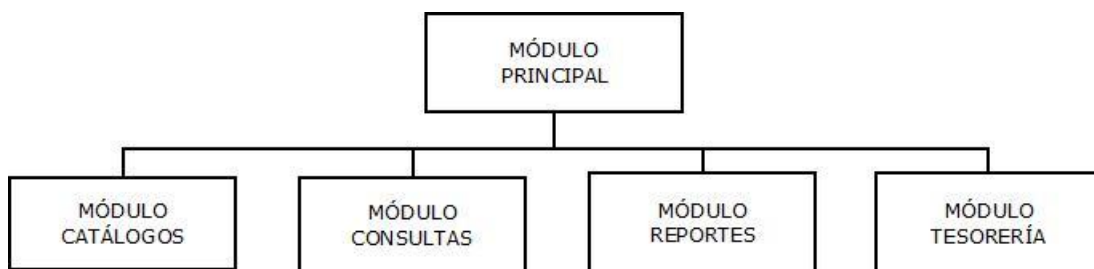 MÓDULO
PRINCIPAL
MÓDULO
CATÁLOGOS
MÓDULO
CONSULTAS
MÓDULO
REPORTES
MÓDULO
TESORERÍA